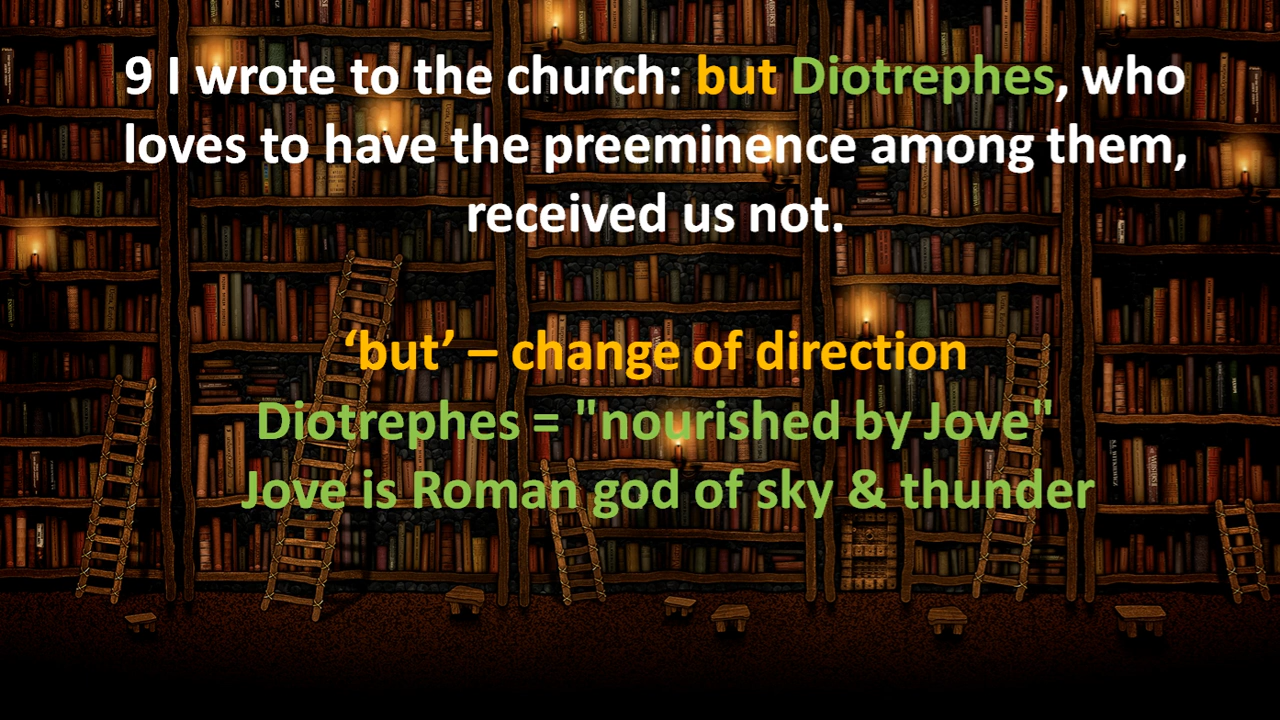 9 I wrote to the church: but Diotrephes, who
loves to have the preeminence among them,
received us not.
‘but’ – change of direction
Diotrephes = "nourished by Jove"
Jove is Roman god of sky & thunder